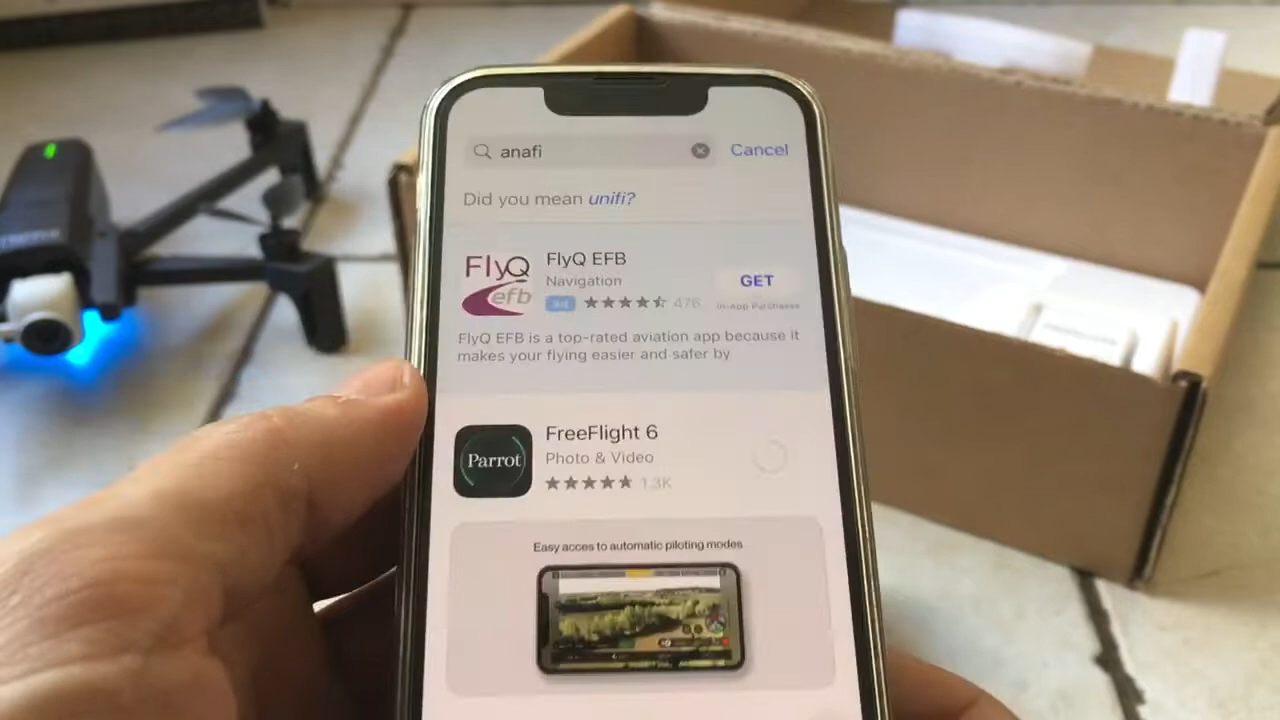 anafi
Cancel
Did you mean unifi?
FlyQ
efb
FlyQ EFB
Navigation
Ad
476
GET
In-App Purchases
FlyQ EFB is a top-rated aviation app because it
makes your flying easier and safer by
Parrot
FreeFlight 6
Photo & Video
1.3K
Easy acces to automatic piloting modes